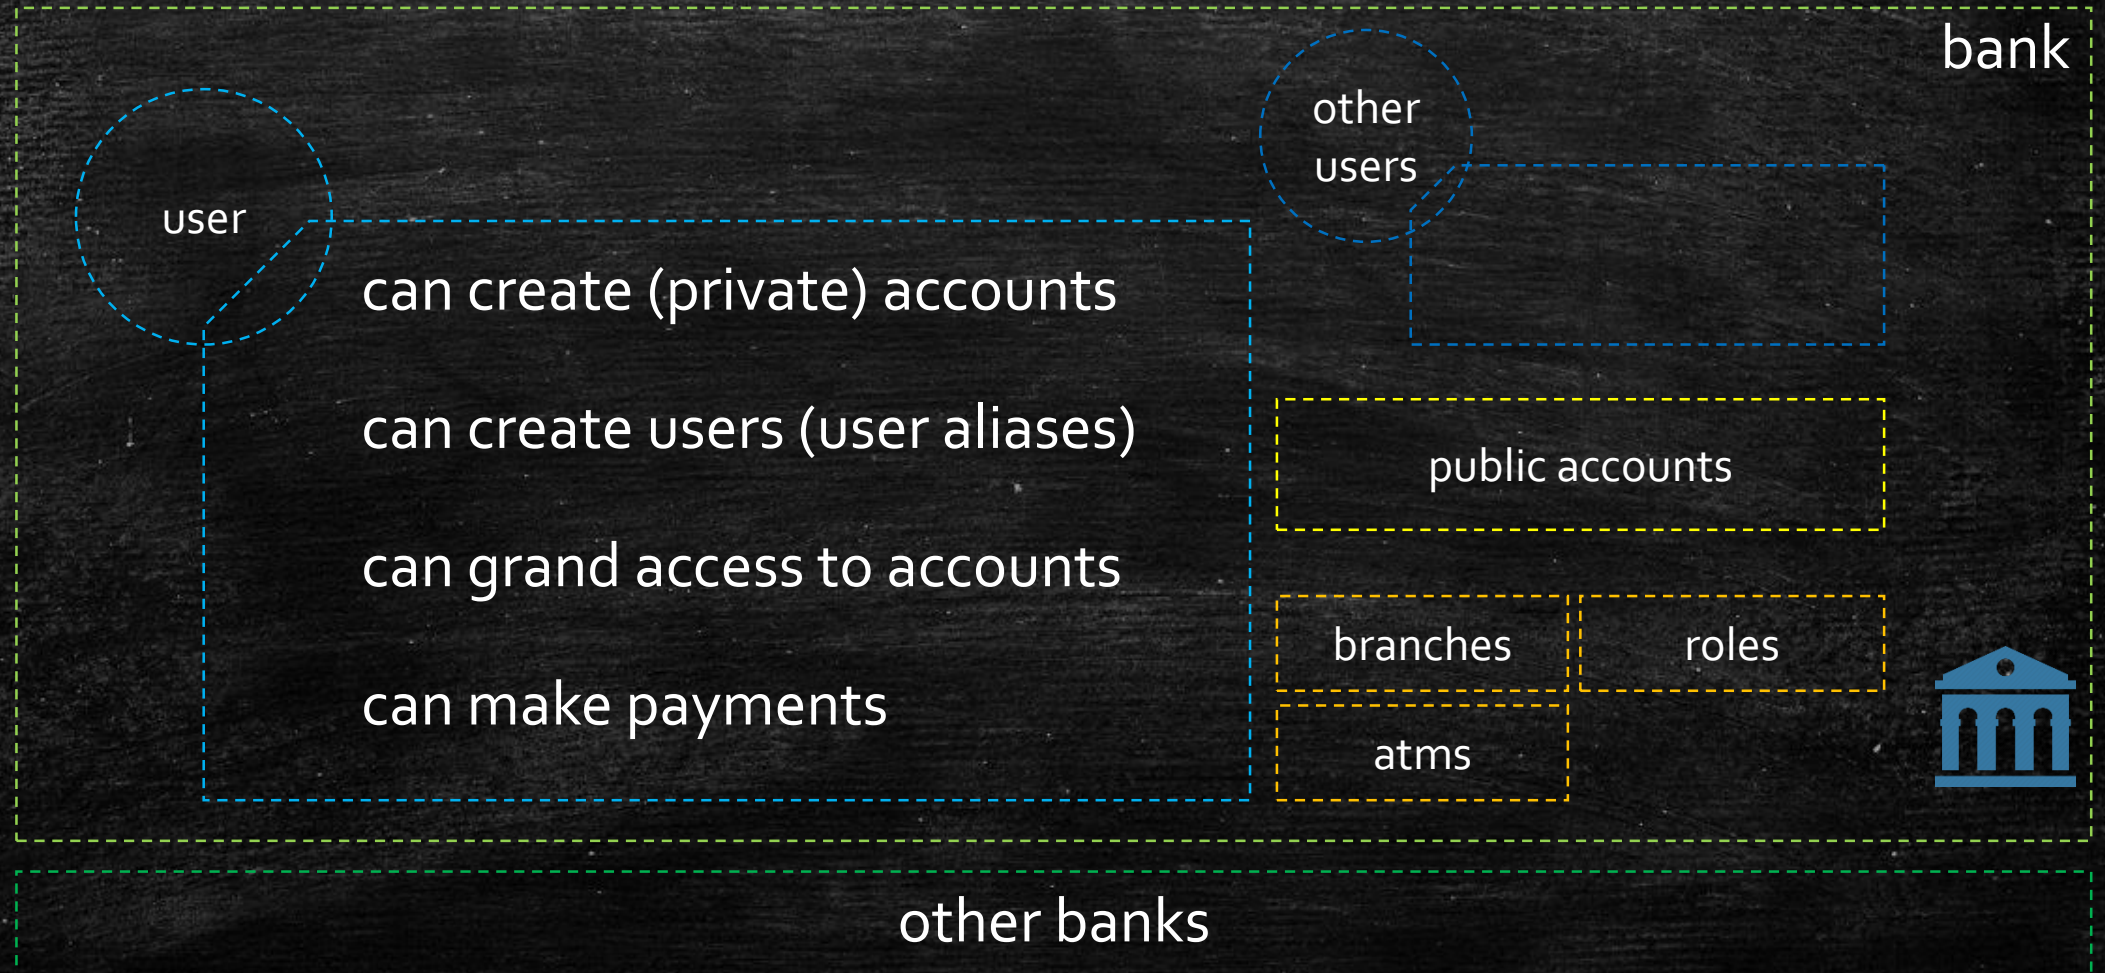 bank
user
can create (private) accounts
can create users (user aliases)
can grand access to accounts
can make payments
other
users
public accounts
branches
roles
atms
other banks